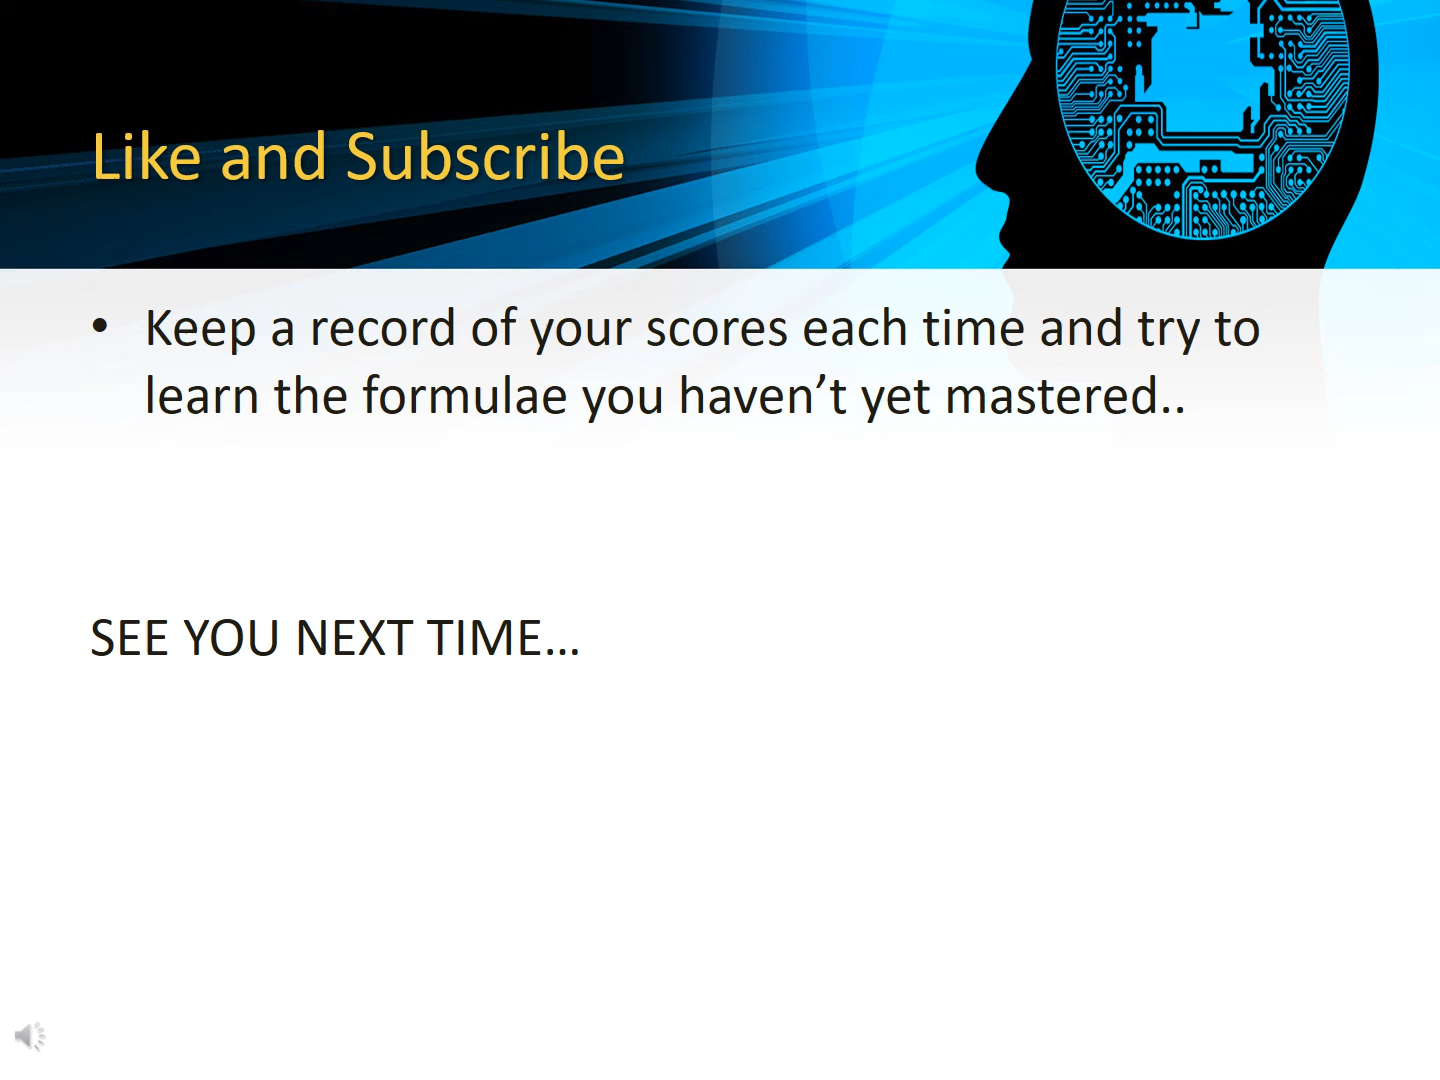 Like and Subscribe
• Keep a record of your scores each time and try to
learn the formulae you haven’t yet mastered..
SEE YOU NEXT TIME…